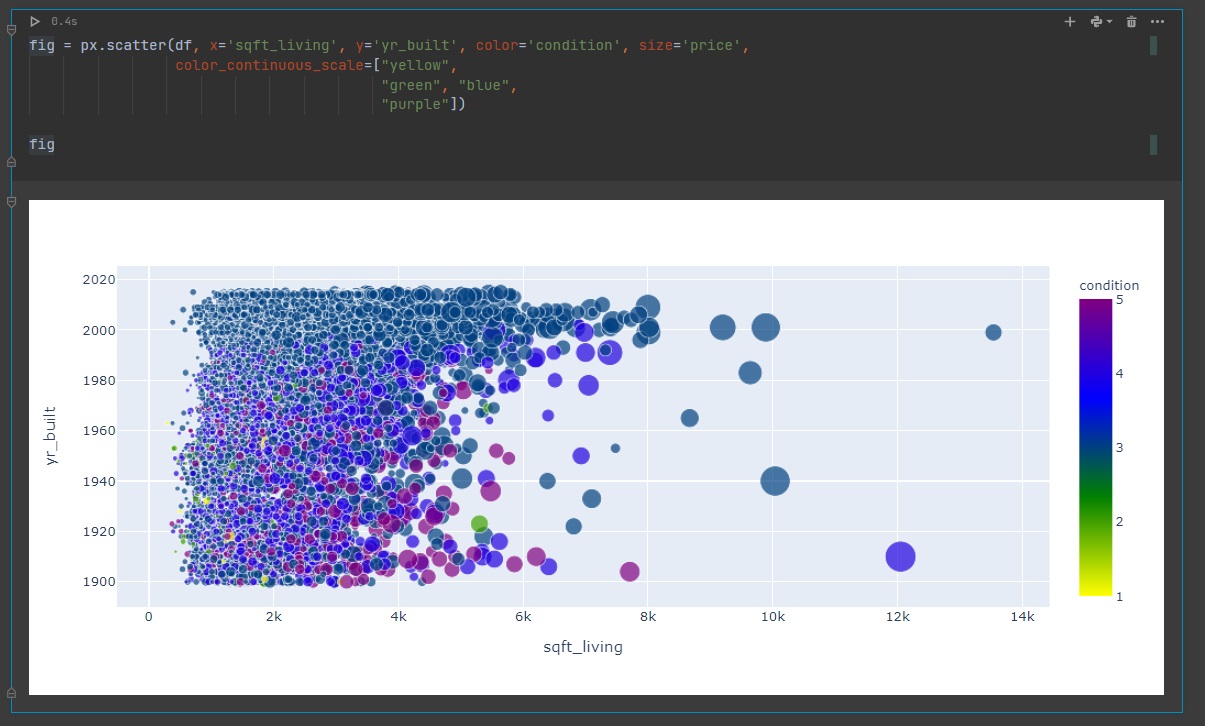 0.4s
fig = px.scatter(df, x='sqft_living', y='yr_built', color='condition', size='price',
color_continuous_scale=["yellow",
"green", "blue",
"purple"])
fig
2020
2000
1980
1960
1940
1920
1900
yr_built
0 2k 4k 6k 8k 10k 12k 14k
sqft_living
condition
5
4
3
2
1